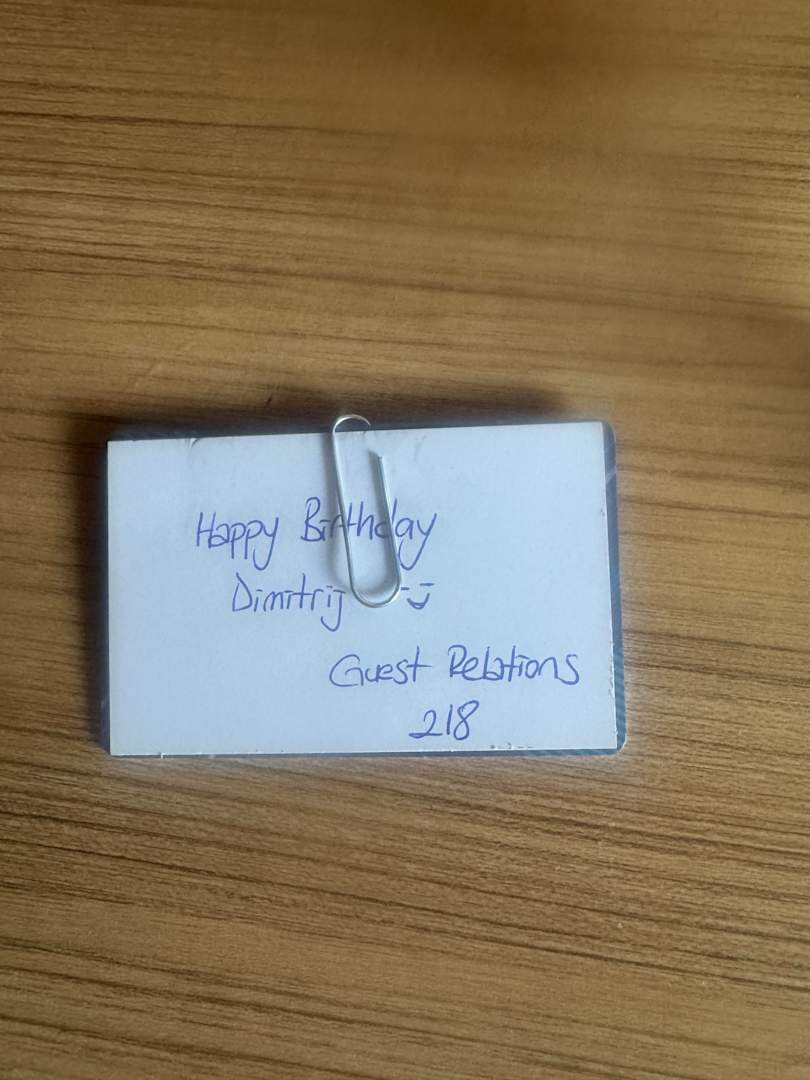 Happy Birthday
Dimitrij :-)
Guest Relations
218